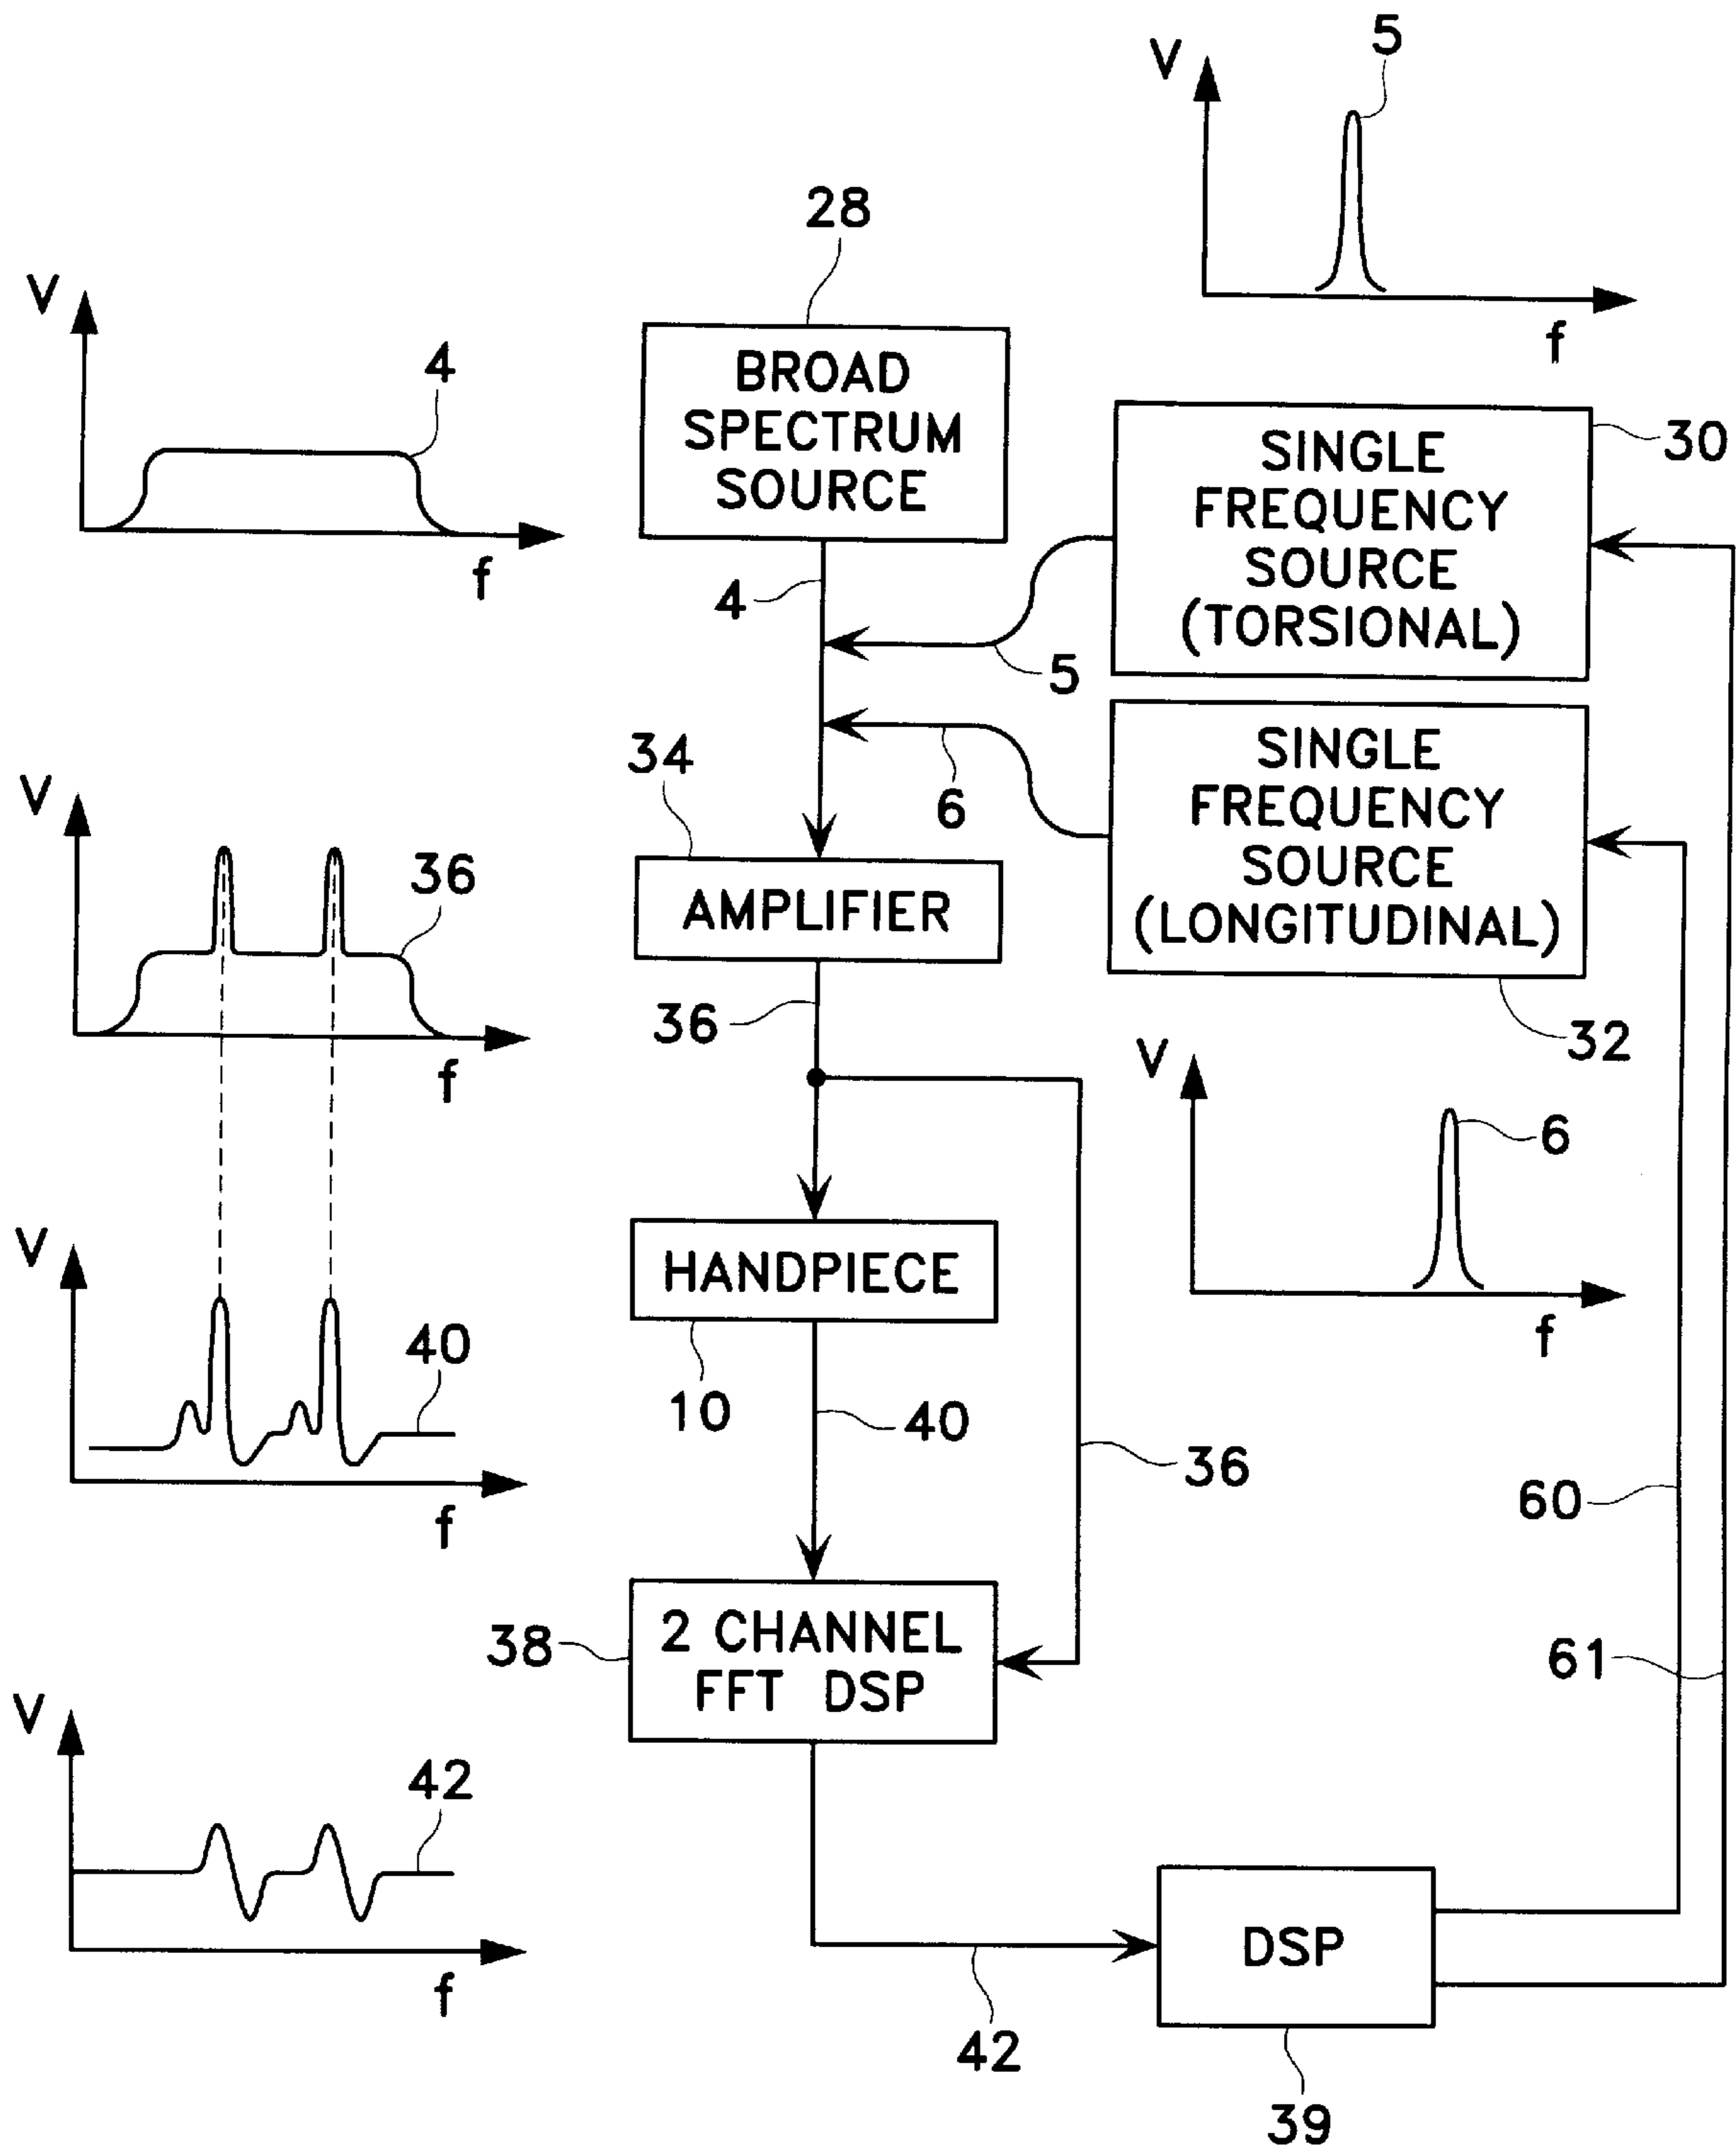 V
5
f
28
BROAD
SPECTRUM
SOURCE
V
4
f
SINGLE
FREQUENCY
SOURCE
(TORSIONAL)
30
4
5
34
6
SINGLE
FREQUENCY
SOURCE
(LONGITUDINAL)
32
V
36
f
AMPLIFIER
36
V
6
f
HANDPIECE
10
40
36
V
40
f
60
61
38
2 CHANNEL
FFT DSP
V
42
f
42
DSP
39